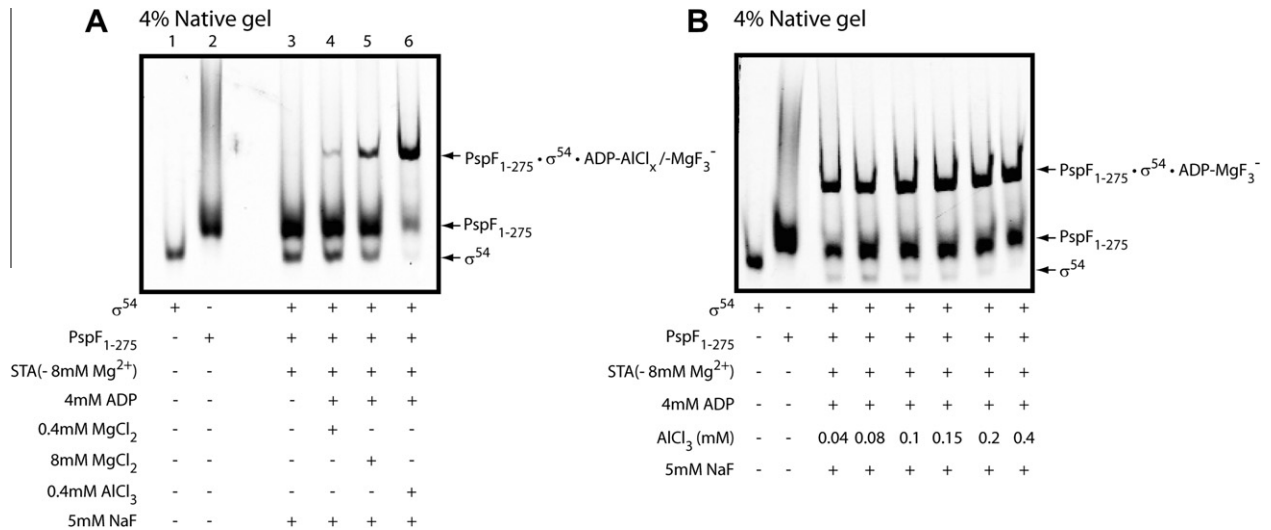 A 4% Native gel
1 2 3 4 5 6
PspF₁₋₂₇₅ • σ⁵⁴ • ADP-AlClₓ/-MgF₃⁻
PspF₁₋₂₇₅
σ⁵⁴
σ⁵⁴ + - + + + +
PspF₁₋₂₇₅ - + + + + +
STA(- 8mM Mg²⁺) - - + + + +
4mM ADP - - - + + +
0.4mM MgCl₂ - - - + - -
8mM MgCl₂ - - - - + -
0.4mM AlCl₃ - - - - - +
5mM NaF - - + + + +
B 4% Native gel
PspF₁₋₂₇₅ • σ⁵⁴ • ADP-MgF₃⁻
PspF₁₋₂₇₅
σ⁵⁴
σ⁵⁴ + - + + + + + +
PspF₁₋₂₇₅ - + + + + + + +
STA(- 8mM Mg²⁺) - - + + + + + +
4mM ADP - - + + + + + +
AlCl₃ (mM) - - 0.04 0.08 0.1 0.15 0.2 0.4
5mM NaF - - + + + + + +